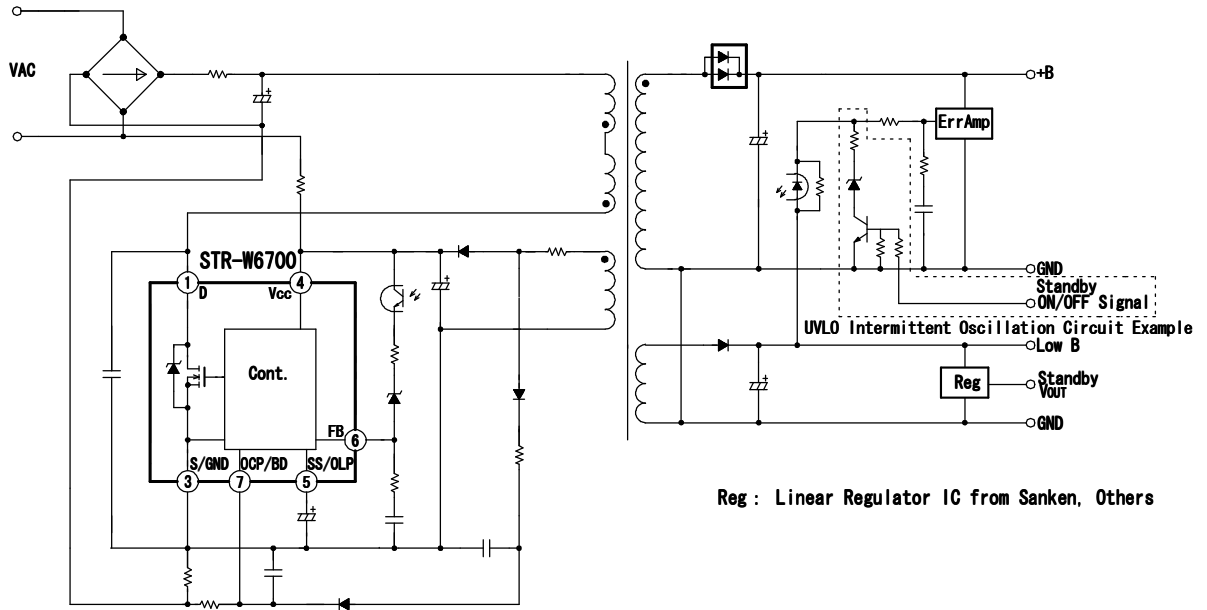 VAC
+B
ErrAmp
STR-W6700
1
D
4
Vcc
GND
Standby
ON/OFF Signal
UVLO Intermittent Oscillation Circuit Example
Low B
Cont.
Reg
Standby
VOUT
FB
6
GND
S/GND
OCP/BD
SS/OLP
3
7
5
Reg : Linear Regulator IC from Sanken, Others